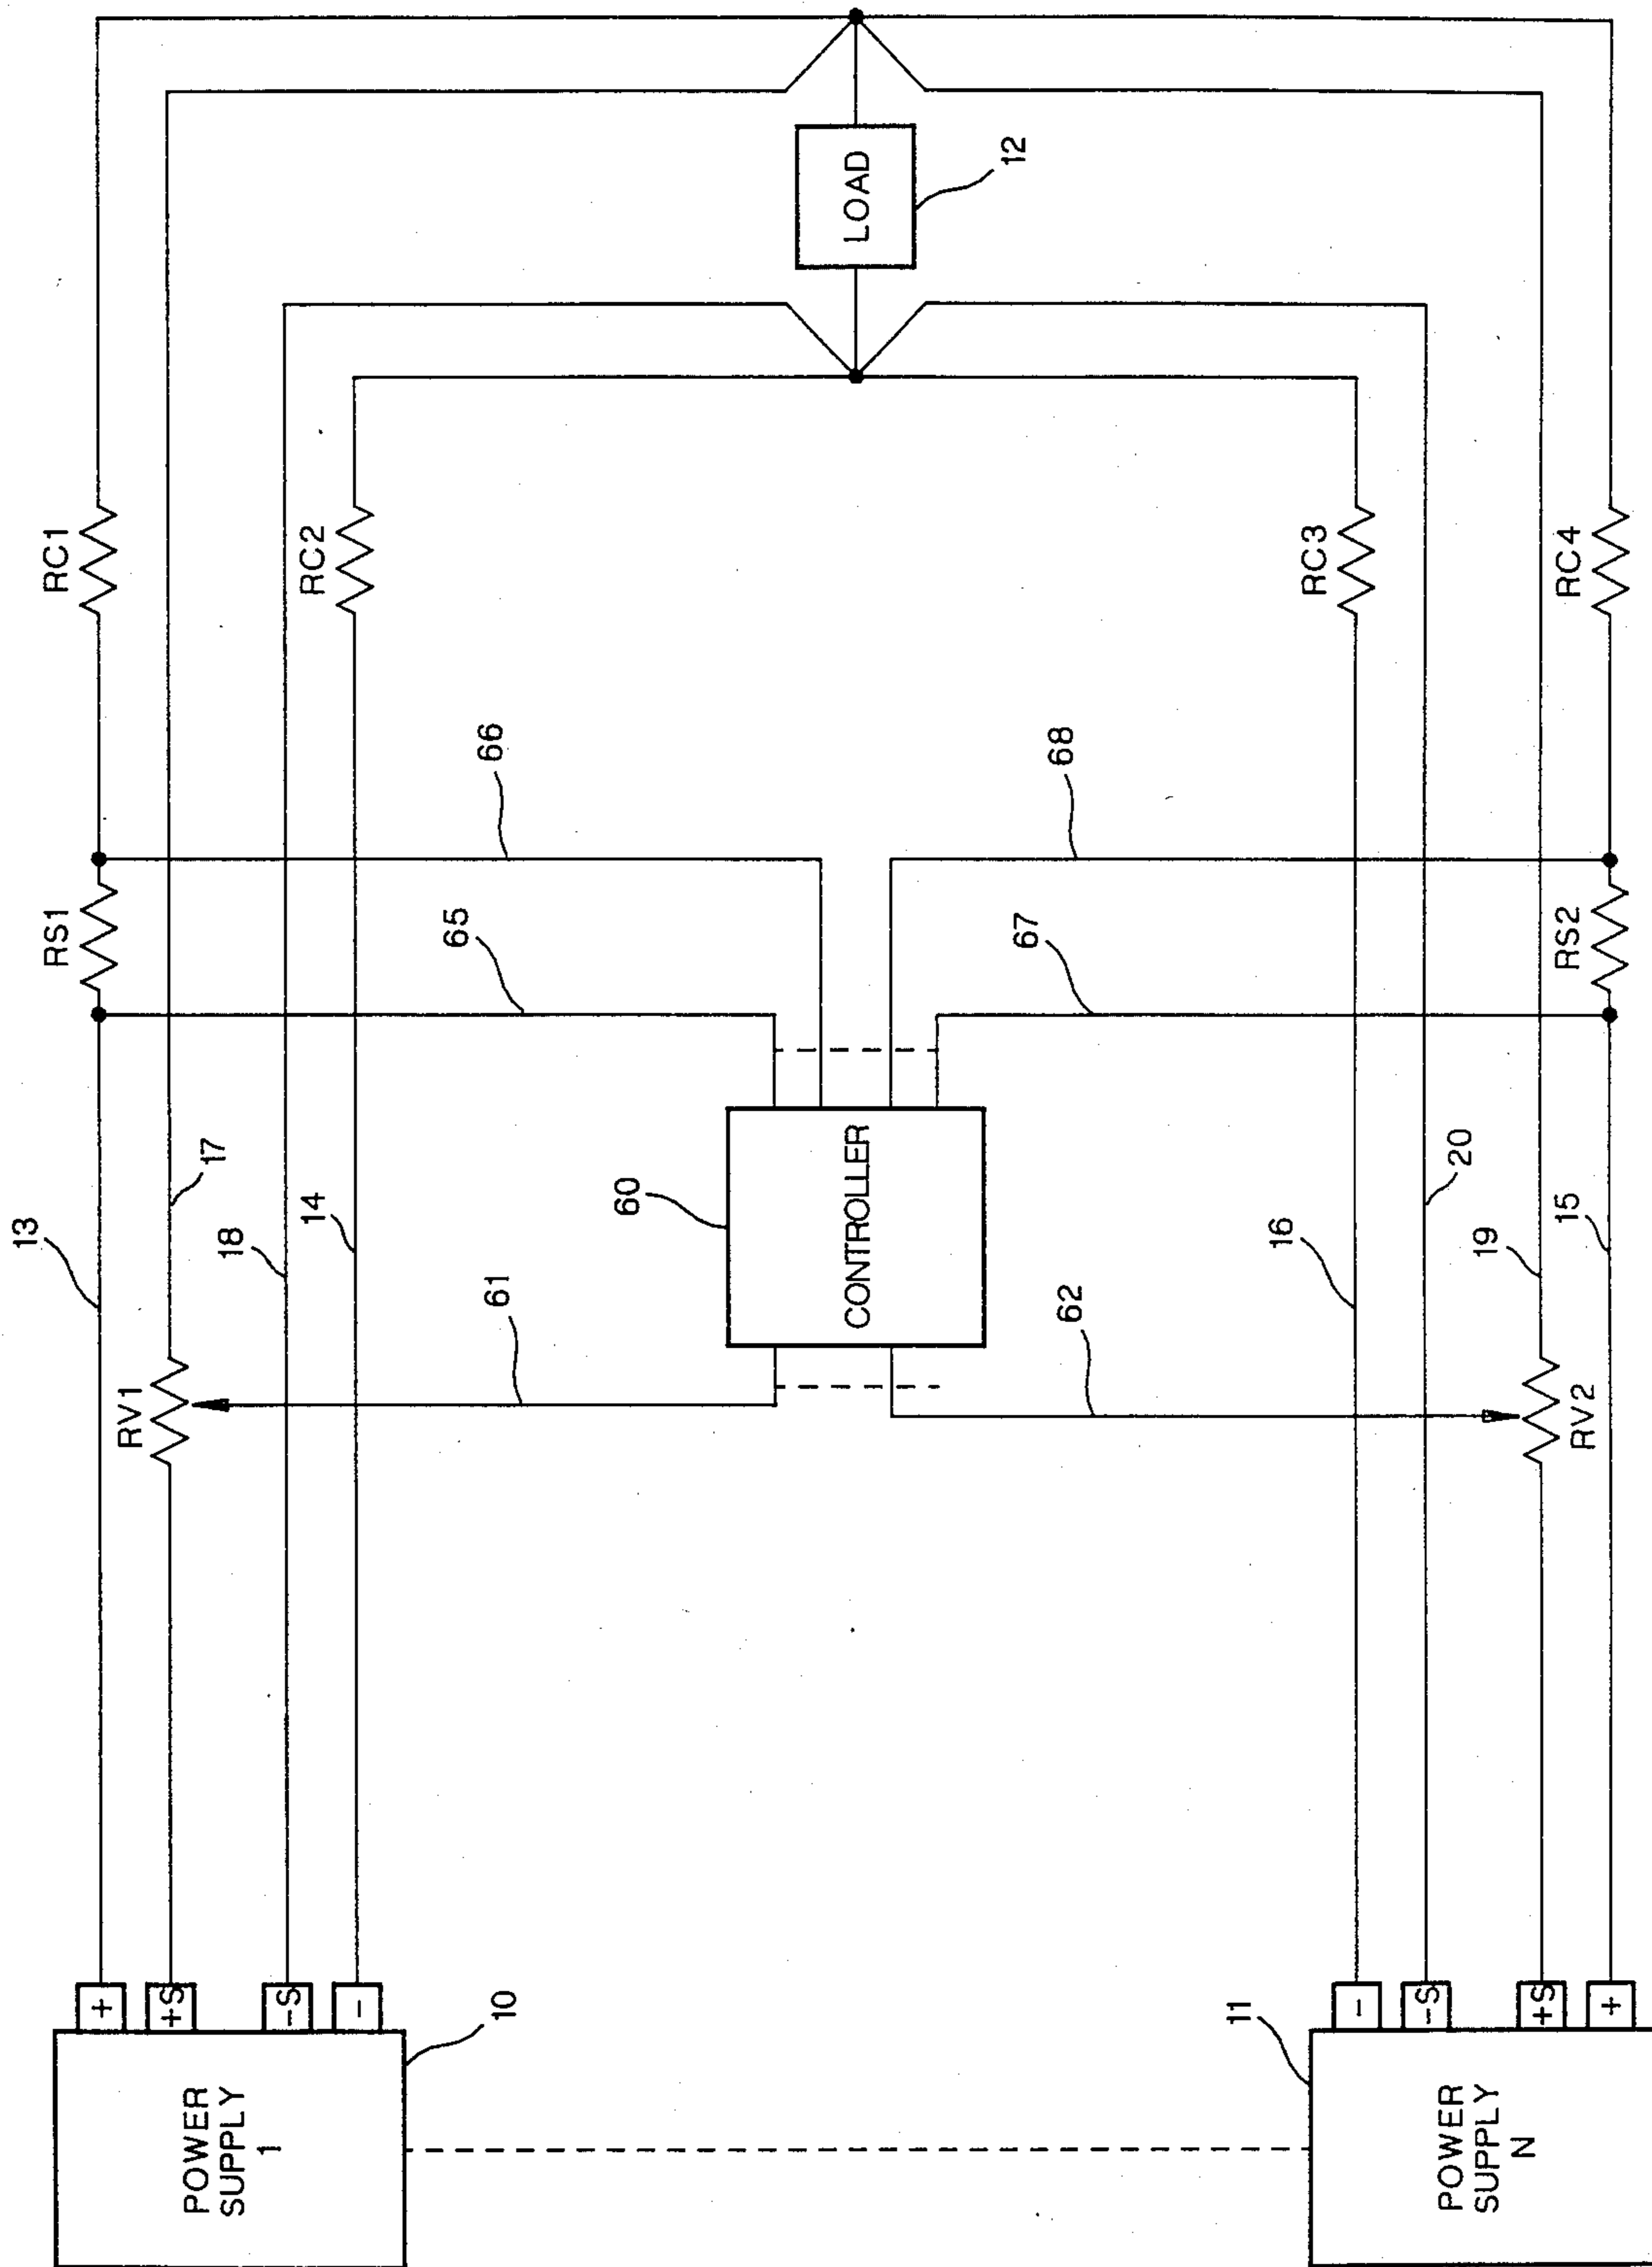 13
RS1
RC1
+
RV1
+S
17
POWER
SUPPLY
1
18
-S
14
RC2
-
10
65
66
61
60
CONTROLLER
LOAD
12
62
67
68
11
16
RC3
-
-S
20
POWER
SUPPLY
N
19
+S
15
RV2
RS2
RC4
+